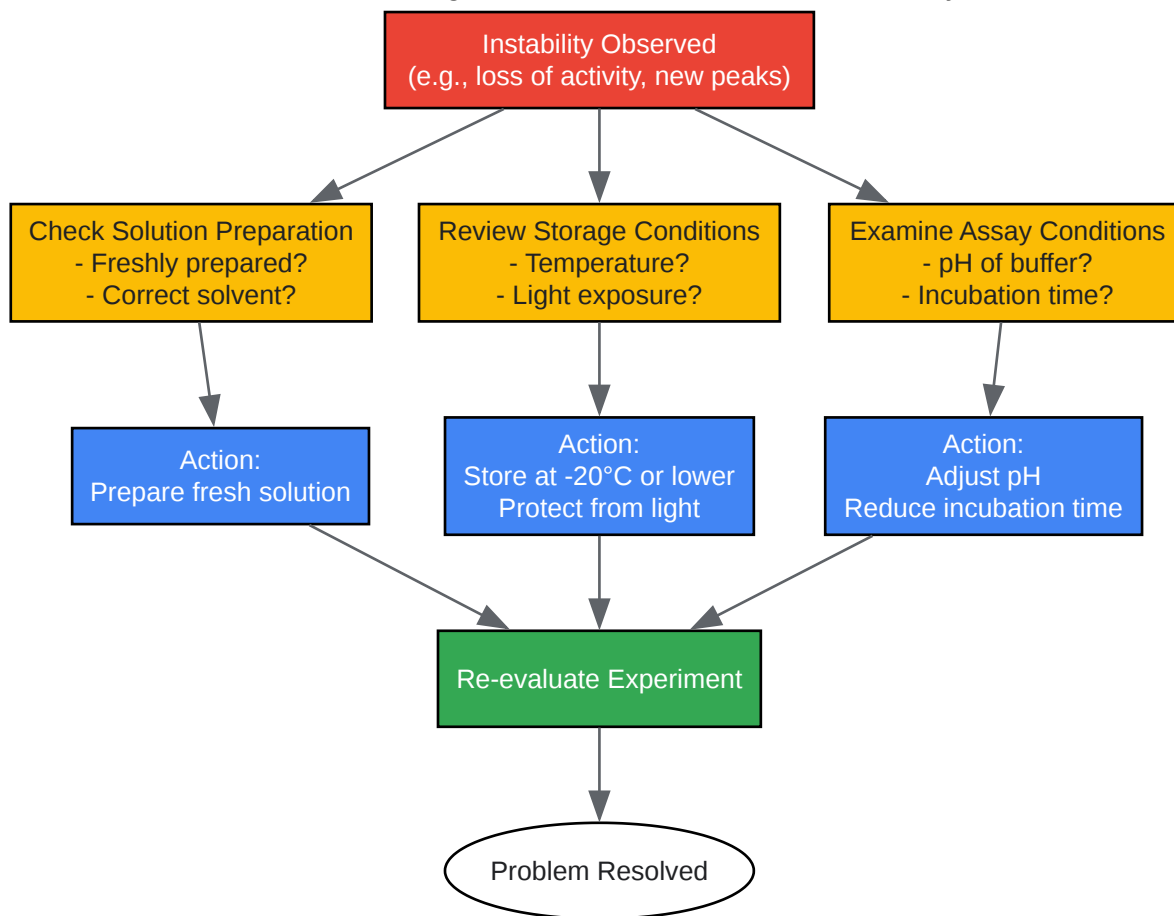 Instability Observed
(e.g., loss of activity, new peaks)
Check Solution Preparation
- Freshly prepared?
- Correct solvent?
Review Storage Conditions
- Temperature?
- Light exposure?
Examine Assay Conditions
- pH of buffer?
- Incubation time?
Action:
Prepare fresh solution
Action:
Store at -20°C or lower
Protect from light
Action:
Adjust pH
Reduce incubation time
Re-evaluate Experiment
Problem Resolved